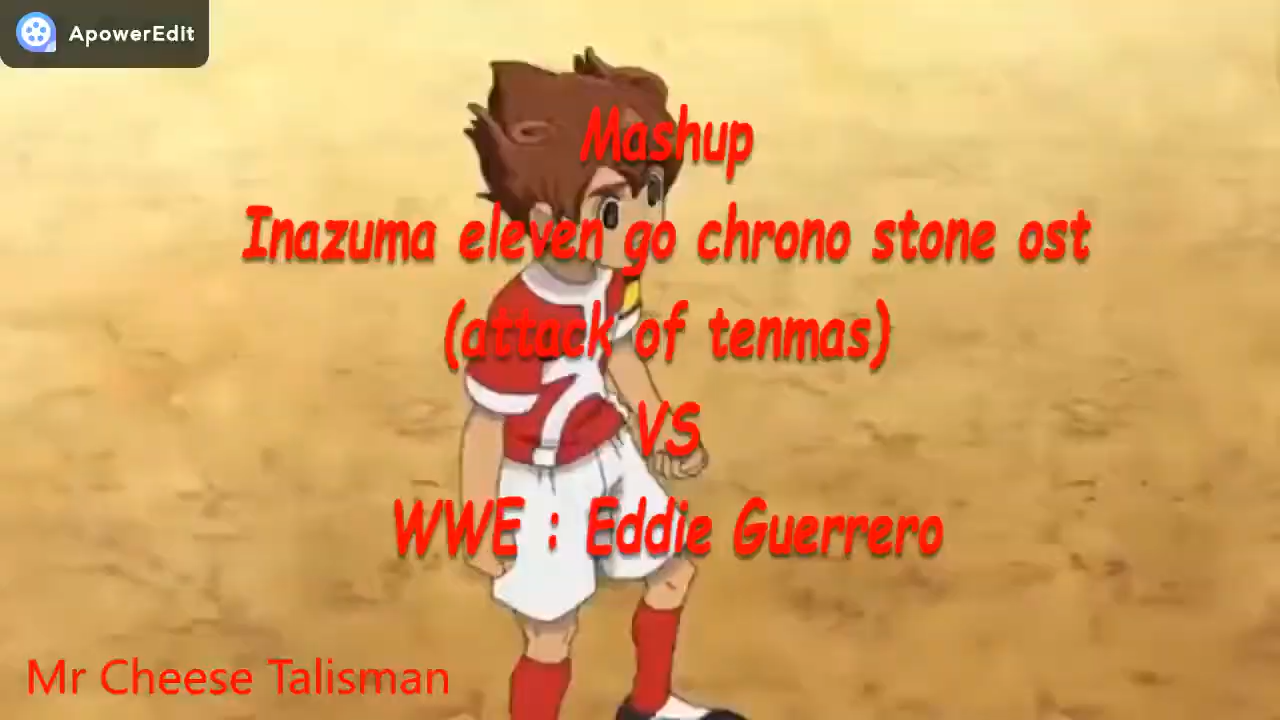 ApowerEdit
Mashup
Inazuma eleven go chrono stone ost
(attack of tenmas)
VS
WWE : Eddie Guerrero
Mr Cheese Talisman